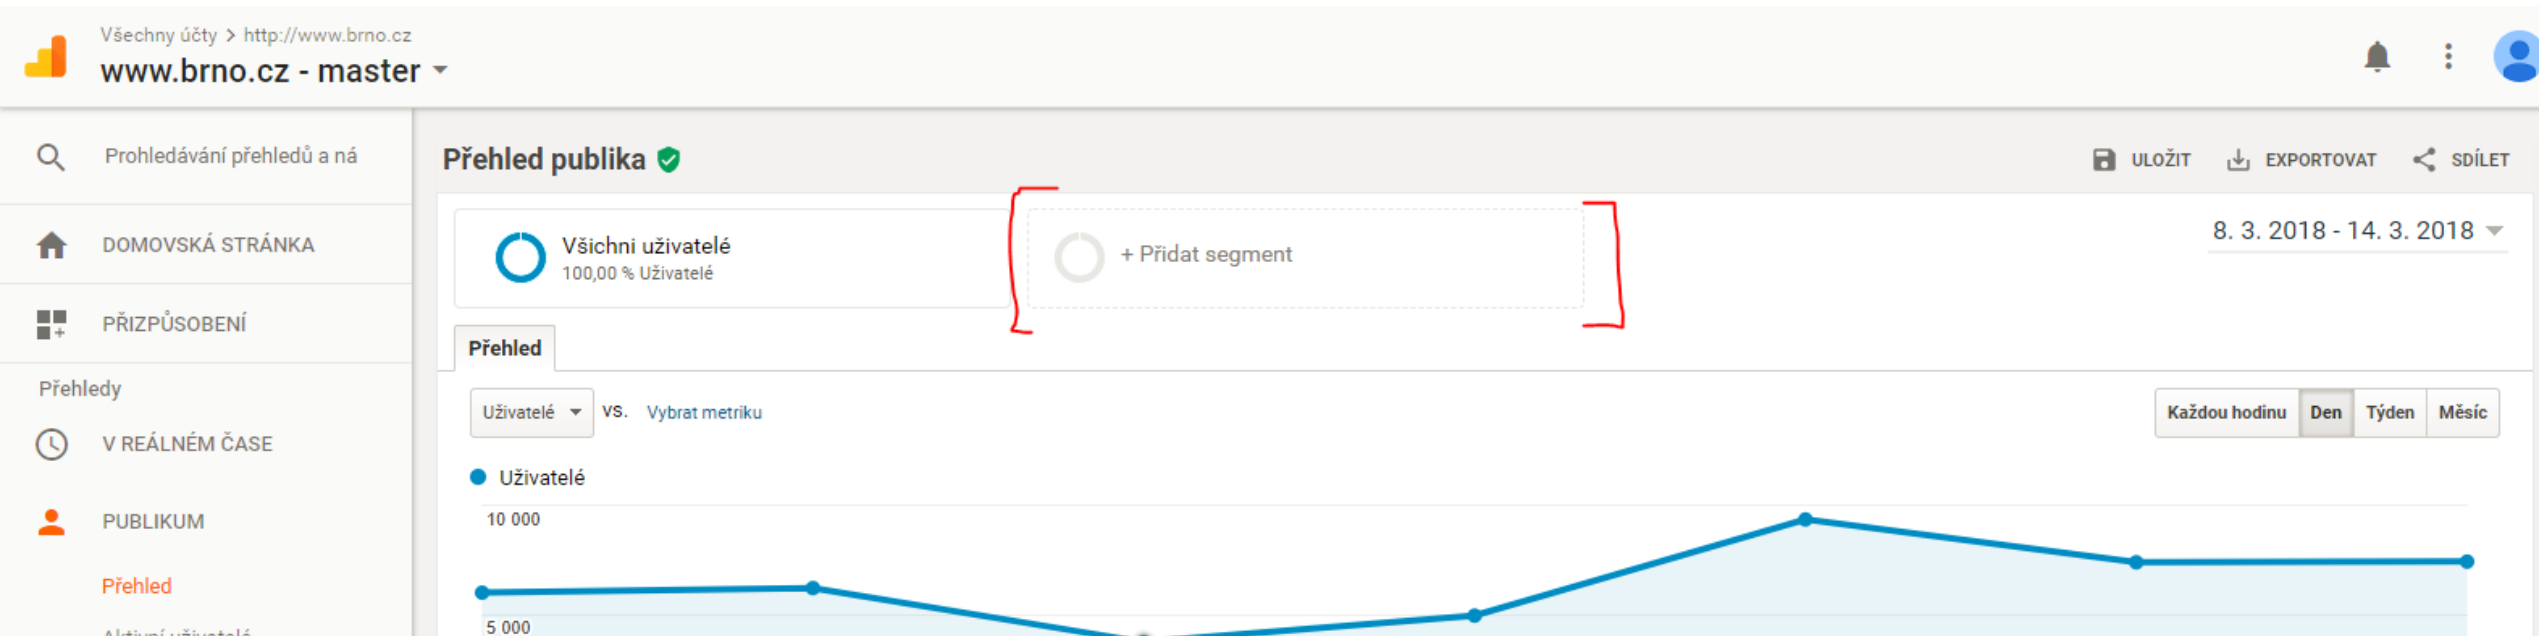 Všechny účty > http://www.brno.cz
www.brno.cz - master
Prohledávání přehledů a ná
Přehled publika
ULOŽIT
EXPORTOVAT
SDÍLET
DOMOVSKÁ STRÁNKA
Všichni uživatelé
100,00 % Uživatelé
+ Přidat segment
8. 3. 2018 - 14. 3. 2018
PŘIZPŮSOBENÍ
Přehled
Přehledy
Uživatelé
VS.
Vybrat metriku
Každou hodinu
Den
Týden
Měsíc
V REÁLNÉM ČASE
Uživatelé
PUBLIKUM
10 000
Přehled
5 000